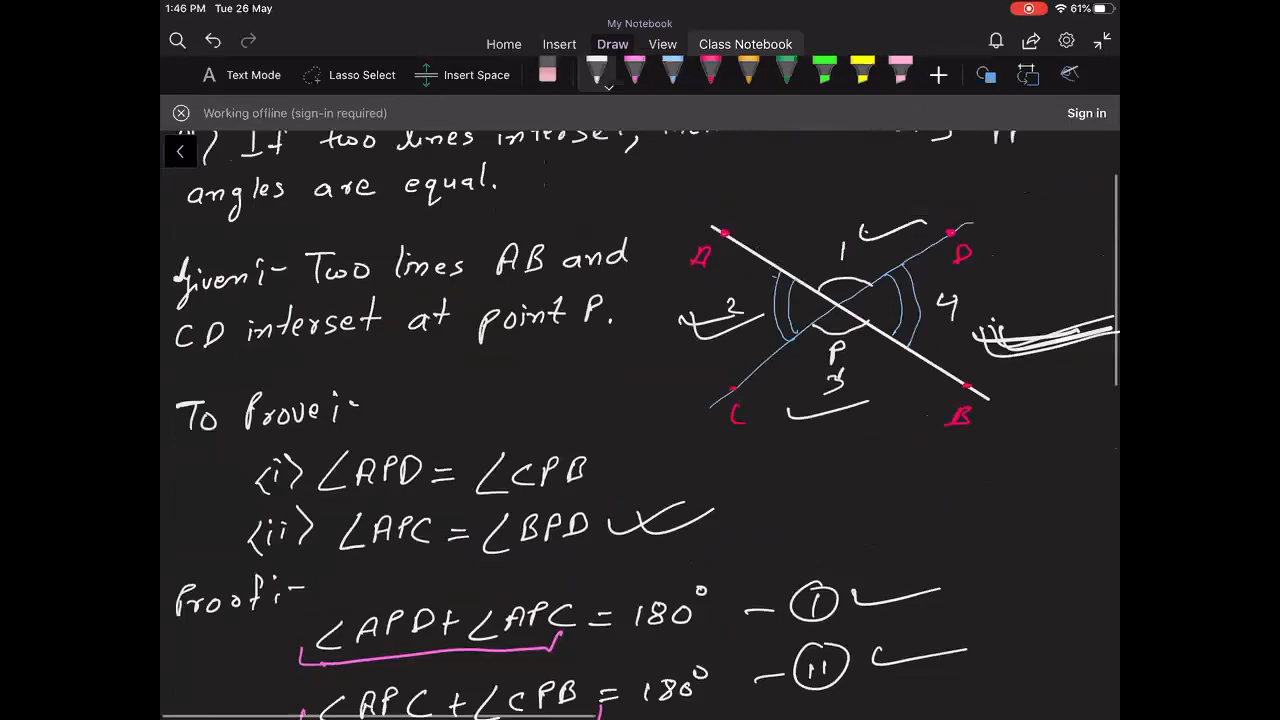 1:46 PM Tue 26 May
61%
My Notebook
Home Insert Draw View Class Notebook
A Text Mode Lasso Select Insert Space
Working offline (sign-in required) Sign in
If two lines interset,
angles are equal.
Given:- Two lines AB and
CD interset at point P.
A 1 D
2 4
P
3
C B
To Prove:-
(i) ∠APD = ∠CPB
(ii) ∠APC = ∠BPD
Proof:-
∠APD + ∠APC = 180° - I
∠APC + ∠CPB = 180° - II